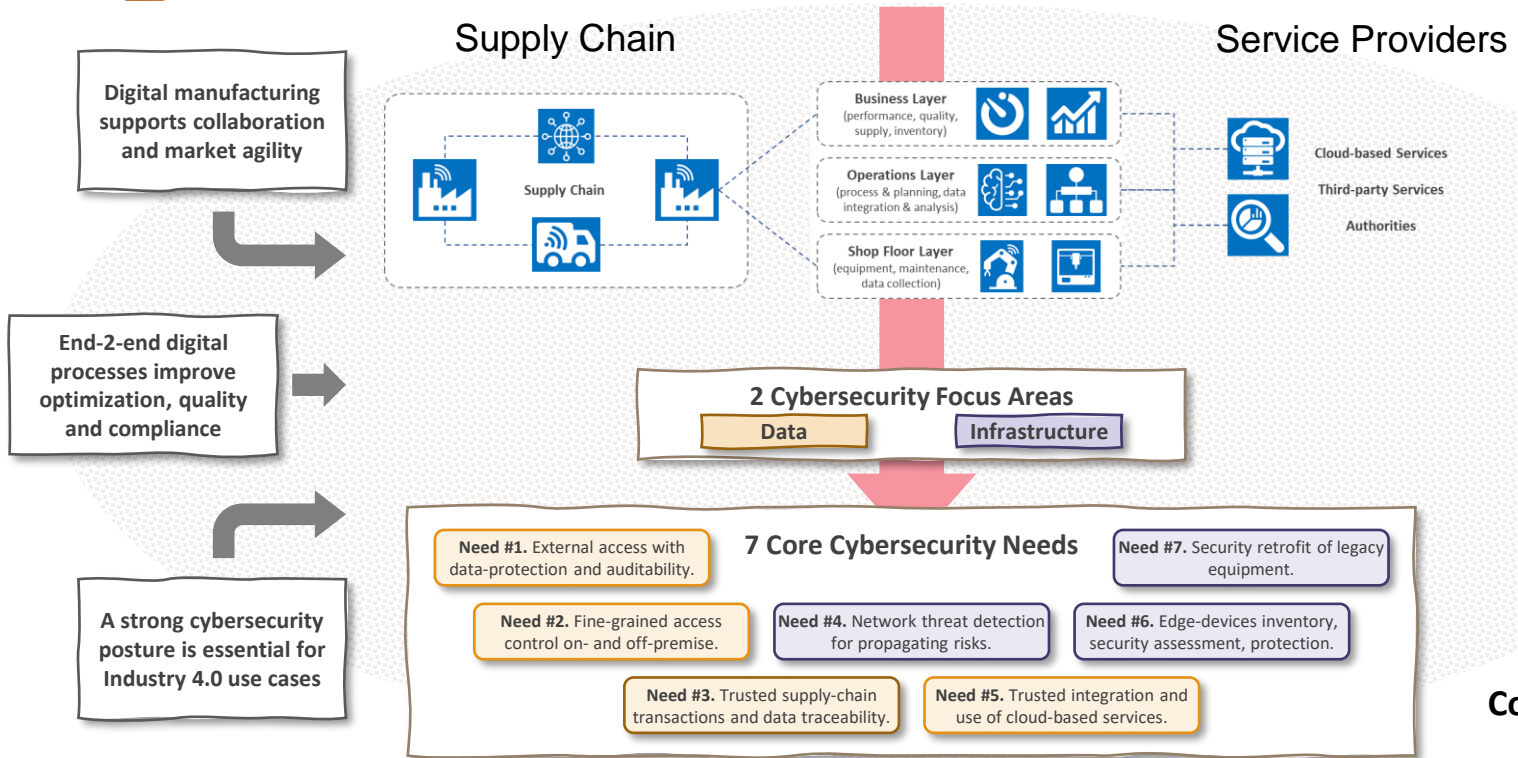 Supply Chain
Service Providers
Digital manufacturing
supports collaboration
and market agility
Supply Chain
Business Layer
(performance, quality,
supply, inventory)
Operations Layer
(process & planning, data
integration & analysis)
Shop Floor Layer
(equipment, maintenance,
data collection)
Cloud-based Services
Third-party Services
Authorities
End-2-end digital
processes improve
optimization, quality
and compliance
2 Cybersecurity Focus Areas
Data
Infrastructure
A strong cybersecurity
posture is essential for
Industry 4.0 use cases
7 Core Cybersecurity Needs
Need #1. External access with
data-protection and auditability.
Need #7. Security retrofit of legacy
equipment.
Need #2. Fine-grained access
control on- and off-premise.
Need #4. Network threat detection
for propagating risks.
Need #6. Edge-devices inventory,
security assessment, protection.
Need #3. Trusted supply-chain
transactions and data traceability.
Need #5. Trusted integration and
use of cloud-based services.